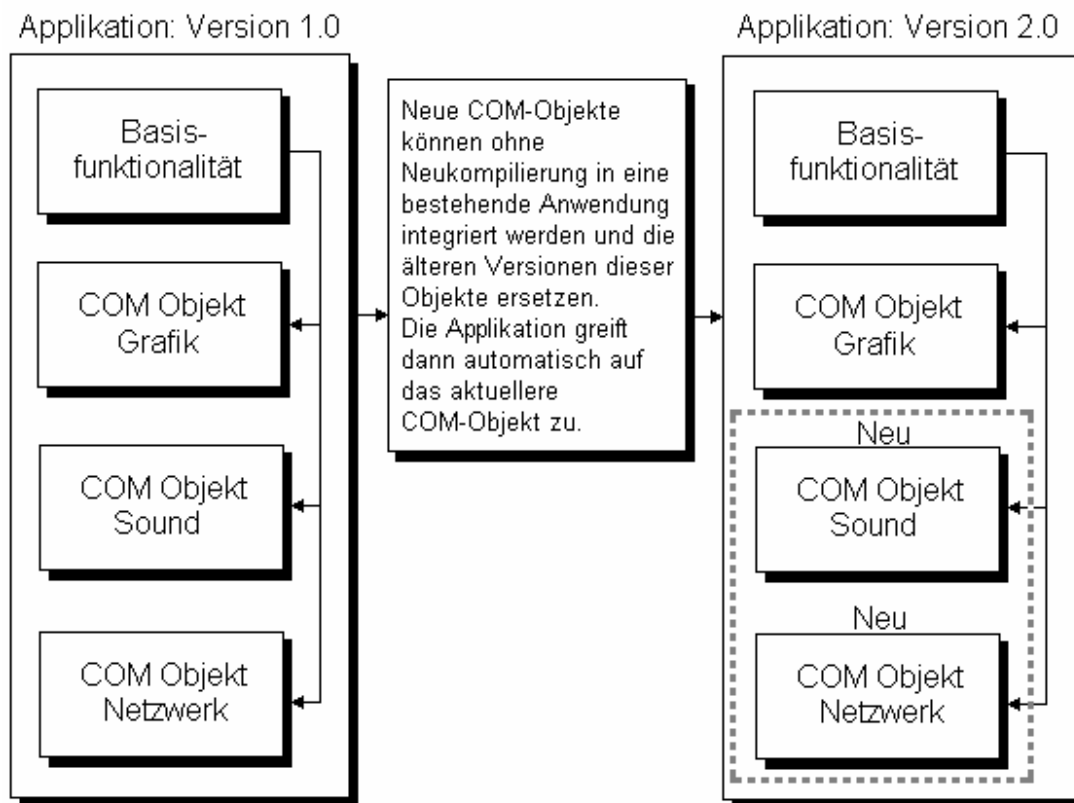 Applikation: Version 1.0
Basis-
funktionalität
COM Objekt
Grafik
COM Objekt
Sound
COM Objekt
Netzwerk
Neue COM-Objekte
können ohne
Neukompilierung in eine
bestehende Anwendung
integriert werden und die
älteren Versionen dieser
Objekte ersetzen.
Die Applikation greift
dann automatisch auf
das aktuellere
COM-Objekt zu.
Applikation: Version 2.0
Basis-
funktionalität
COM Objekt
Grafik
Neu
COM Objekt
Sound
Neu
COM Objekt
Netzwerk